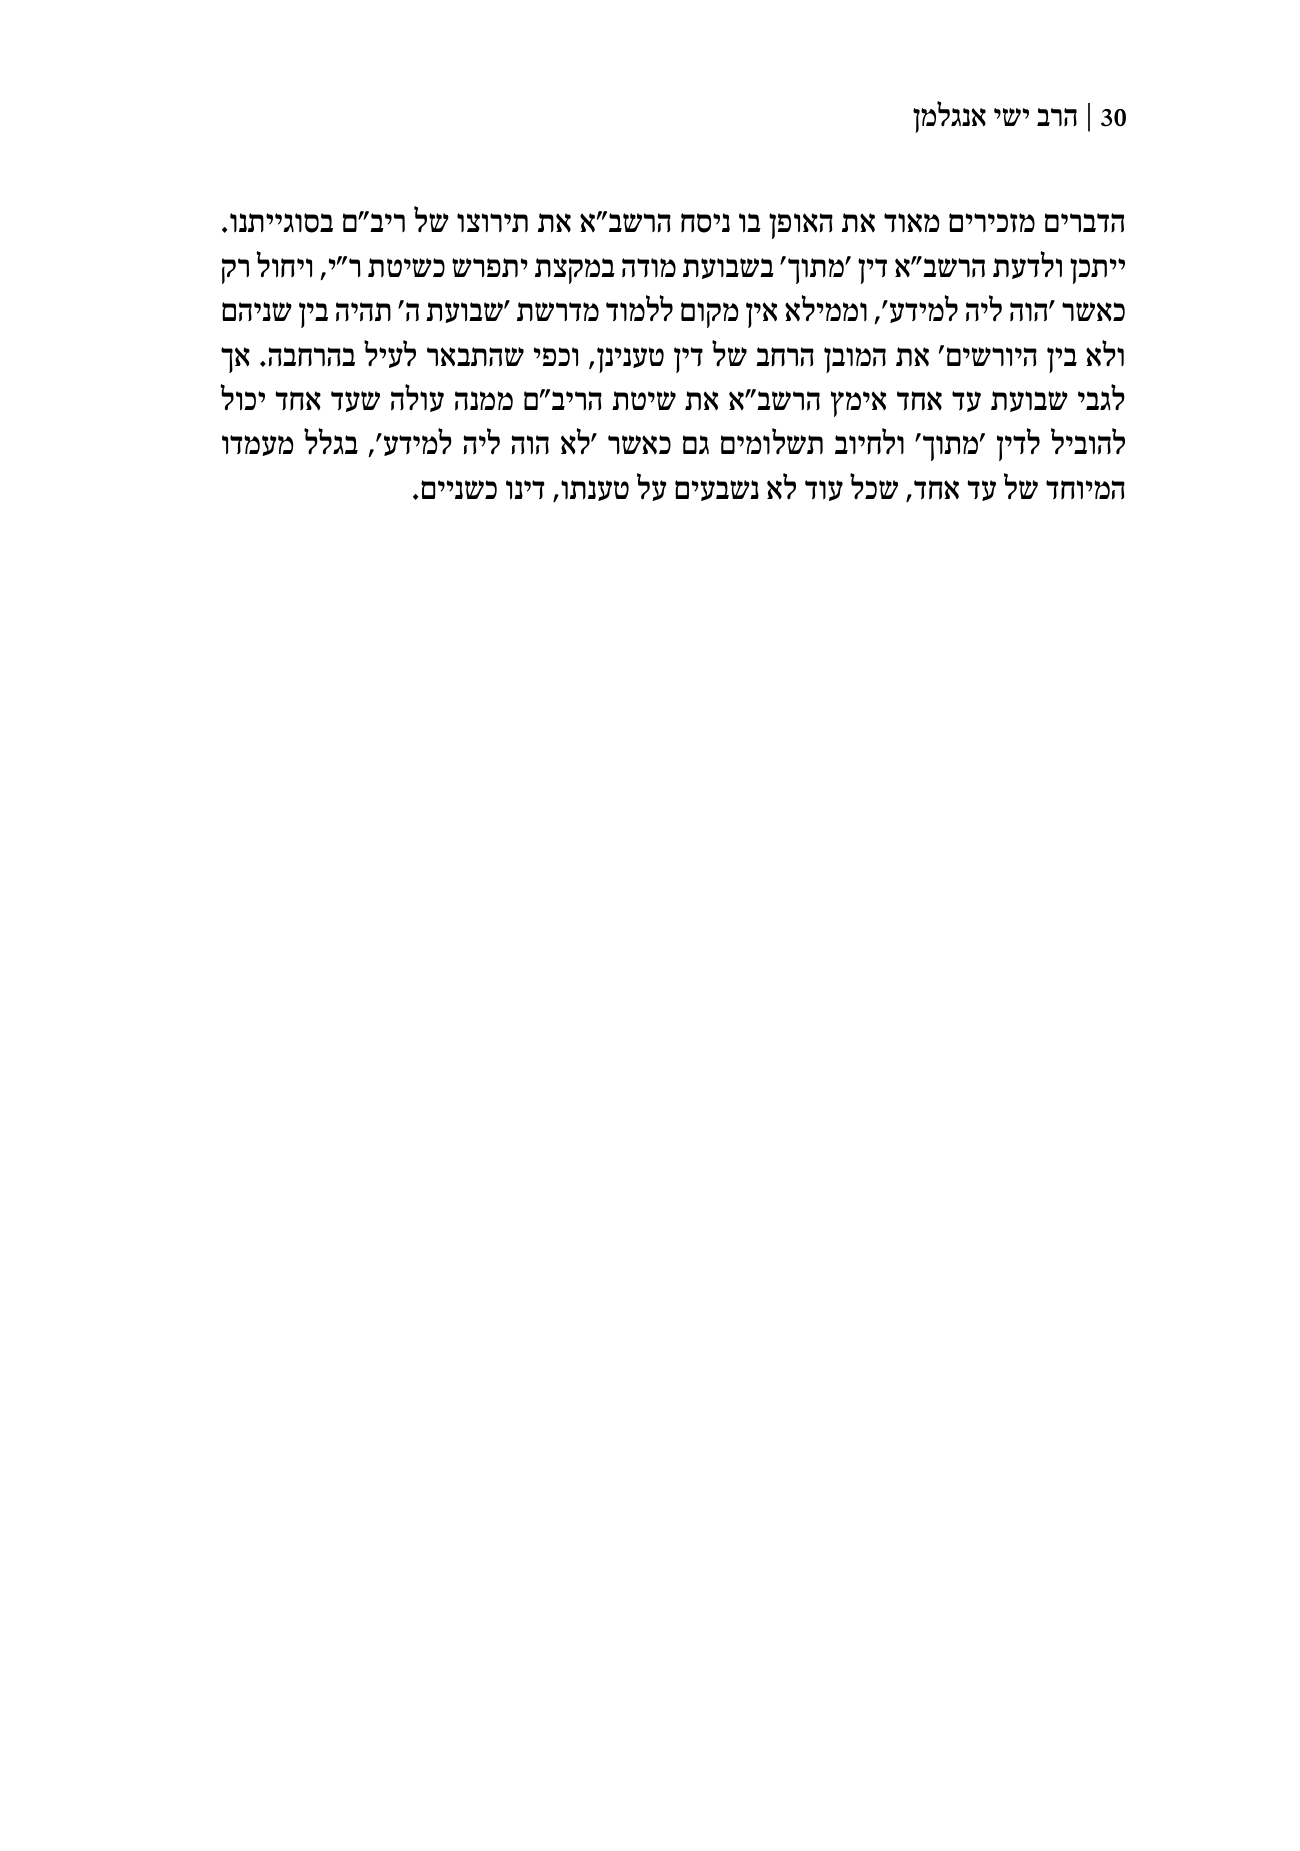 30 | הרב ישי אנגלמן
הדברים מזכירים מאוד את האופן בו ניסח הרשב"א את תירוצו של ריב"ם בסוגייתנו.
ייתכן ולדעת הרשב"א דין 'מתוך' בשבועת מודה במקצת יתפרש כשיטת ר"י, ויחול רק
כאשר 'הוה ליה למידע', וממילא אין מקום ללמוד מדרשת 'שבועת ה' תהיה בין שניהם
ולא בין היורשים' את המובן הרחב של דין טענינן, וכפי שהתבאר לעיל בהרחבה. אך
לגבי שבועת עד אחד אימץ הרשב"א את שיטת הריב"ם ממנה עולה שעד אחד יכול
להוביל לדין 'מתוך' ולחיוב תשלומים גם כאשר 'לא הוה ליה למידע', בגלל מעמדו
המיוחד של עד אחד, שכל עוד לא נשבעים על טענתו, דינו כשניים.